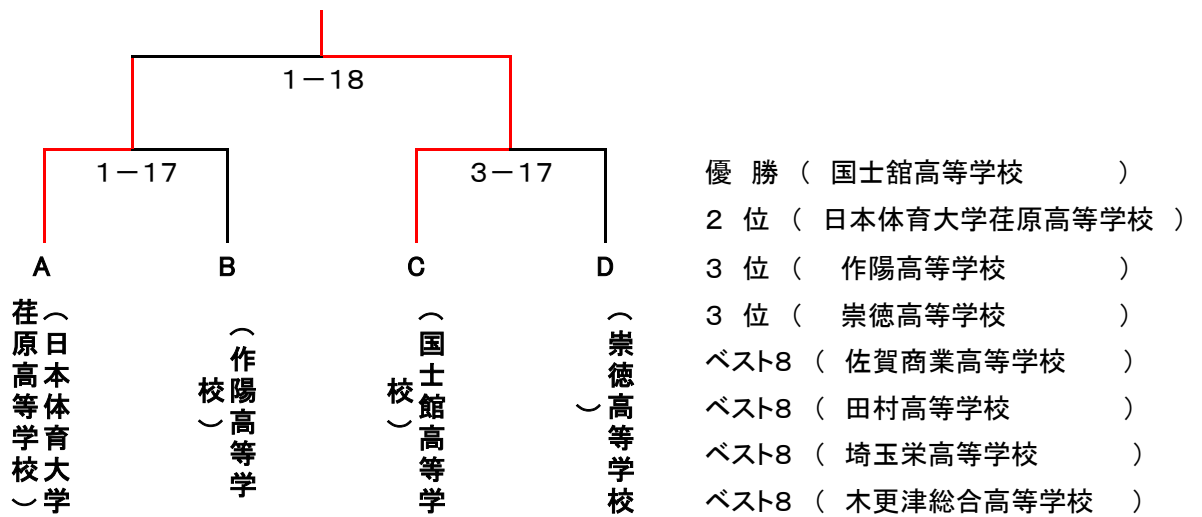 1－18
1－17
3－17
A
B
C
D
（日本体育大学
荏原高等学校）
（作陽高等学
校）
（国士館高等学
校）
（崇徳高等学校
）
優　勝　（　国士舘高等学校　　　　）
２　位　（　日本体育大学荏原高等学校　）
３　位　（　作陽高等学校　　　　　）
３　位　（　崇徳高等学校　　　　　）
ベスト8　（　佐賀商業高等学校　　）
ベスト8　（　田村高等学校　　　　　）
ベスト8　（　埼玉栄高等学校　　　　）
ベスト8　（　木更津総合高等学校　）